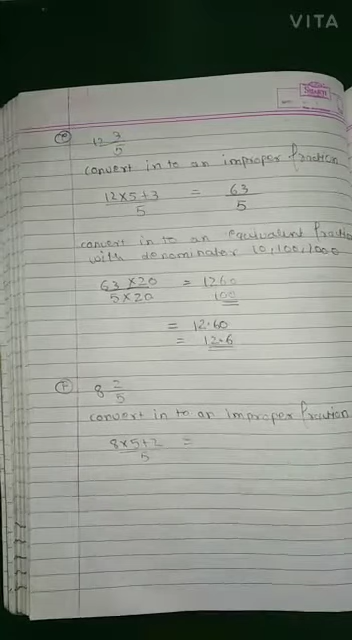 VITA
(e) 12 3/5
convert in to an improper fraction
12×5+3/5 = 63/5
convert in to an equivalent fractio
with denominator 10,100,1000
63×20/5×20 = 1260/100
= 12.60
= 12.6
(f) 8 2/5
convert in to an improper fraction
8×5+2/5 =